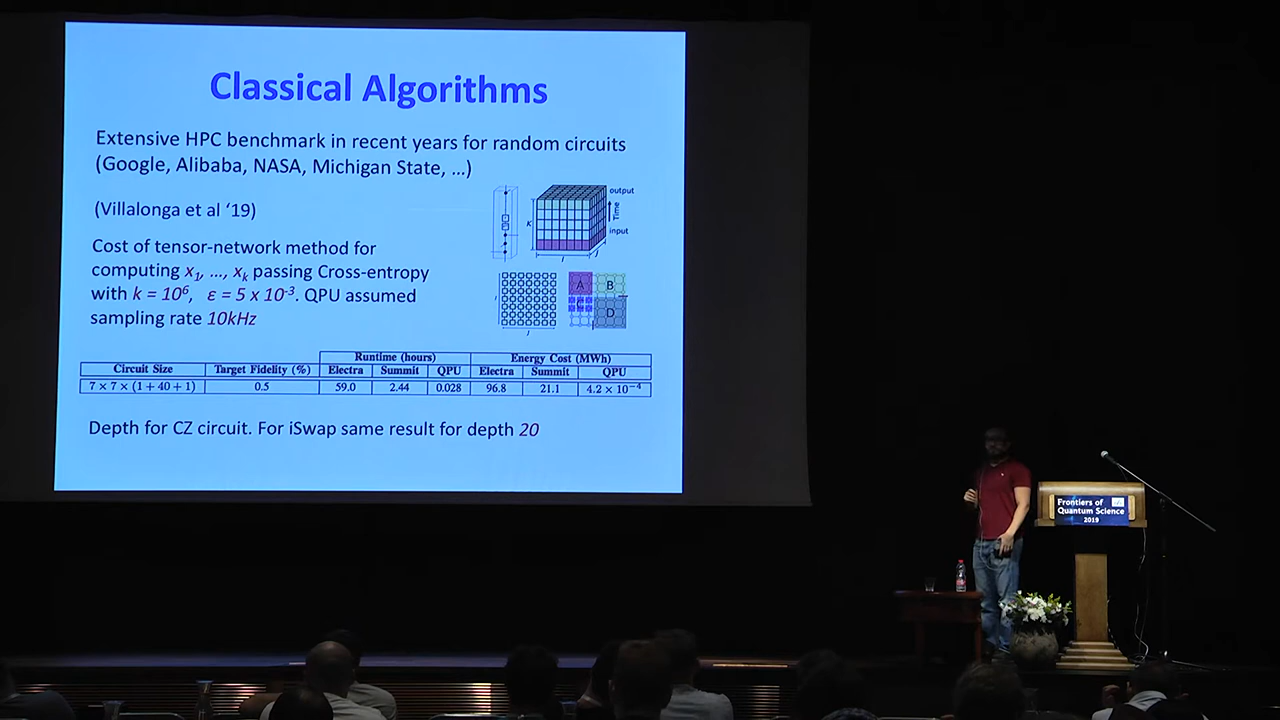 Classical Algorithms
Extensive HPC benchmark in recent years for random circuits
(Google, Alibaba, NASA, Michigan State, …)
(Villalonga et al ‘19)
Cost of tensor-network method for
computing x1, …, xk passing Cross-entropy
with k = 10^6, ε = 5 x 10^-3. QPU assumed
sampling rate 10kHz
output
Time
input
K
I
J
J
I
A B
C D
Runtime (hours) Energy Cost (MWh)
Circuit Size Target Fidelity (%) Electra Summit QPU Electra Summit QPU
7 × 7 × (1 + 40 + 1) 0.5 59.0 2.44 0.028 96.8 21.1 4.2 × 10^-4
Depth for CZ circuit. For iSwap same result for depth 20
Frontiers of
Quantum Science
2019